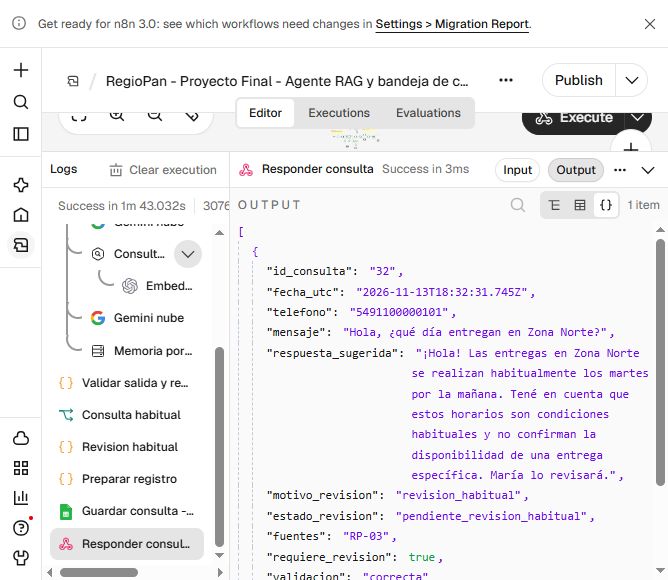 Get ready for n8n 3.0: see which workflows need changes in Settings > Migration Report.
RegioPan - Proyecto Final - Agente RAG y bandeja de c...
Publish
Editor
Executions
Evaluations
Execute
Logs
Clear execution
Responder consulta
Success in 3ms
Input
Output
Success in 1m 43.032s
3076
OUTPUT
1 item
Gemini nube
Consult...
Embed...
Gemini nube
Memoria por...
Validar salida y re...
Consulta habitual
Revision habitual
Preparar registro
Guardar consulta -...
Responder consul...
[
{
"id_consulta": "32",
"fecha_utc": "2026-11-13T18:32:31.745Z",
"telefono": "5491100000101",
"mensaje": "Hola, ¿qué día entregan en Zona Norte?",
"respuesta_sugerida": "¡Hola! Las entregas en Zona Norte
se realizan habitualmente los martes
por la mañana. Tené en cuenta que
estos horarios son condiciones
habituales y no confirman la
disponibilidad de una entrega
específica. María lo revisará.",
"motivo_revision": "revision_habitual",
"estado_revision": "pendiente_revision_habitual",
"fuentes": "RP-03",
"requiere_revision": true,
"validacion": "correcta"